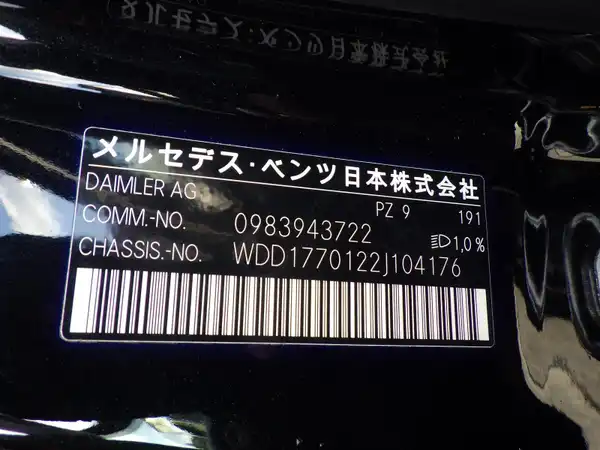 メルセデス・ベンツ日本株式会社
DAIMLER AG PZ 9 191
COMM.-NO. 0983943722 1,0%
CHASSIS.-NO. WDD1770122J104176